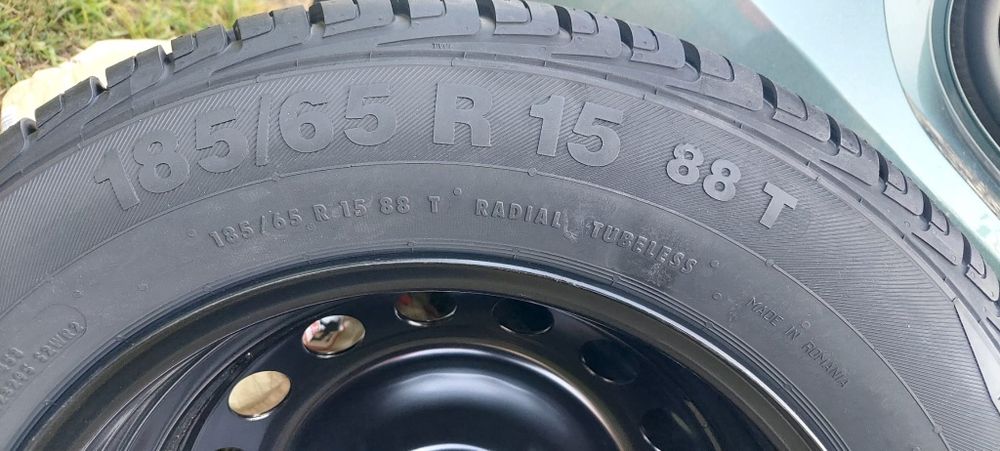 185/65 R 15 88 T
185/65 R 15 88 T RADIAL TUBELESS
MADE IN ROMANIA